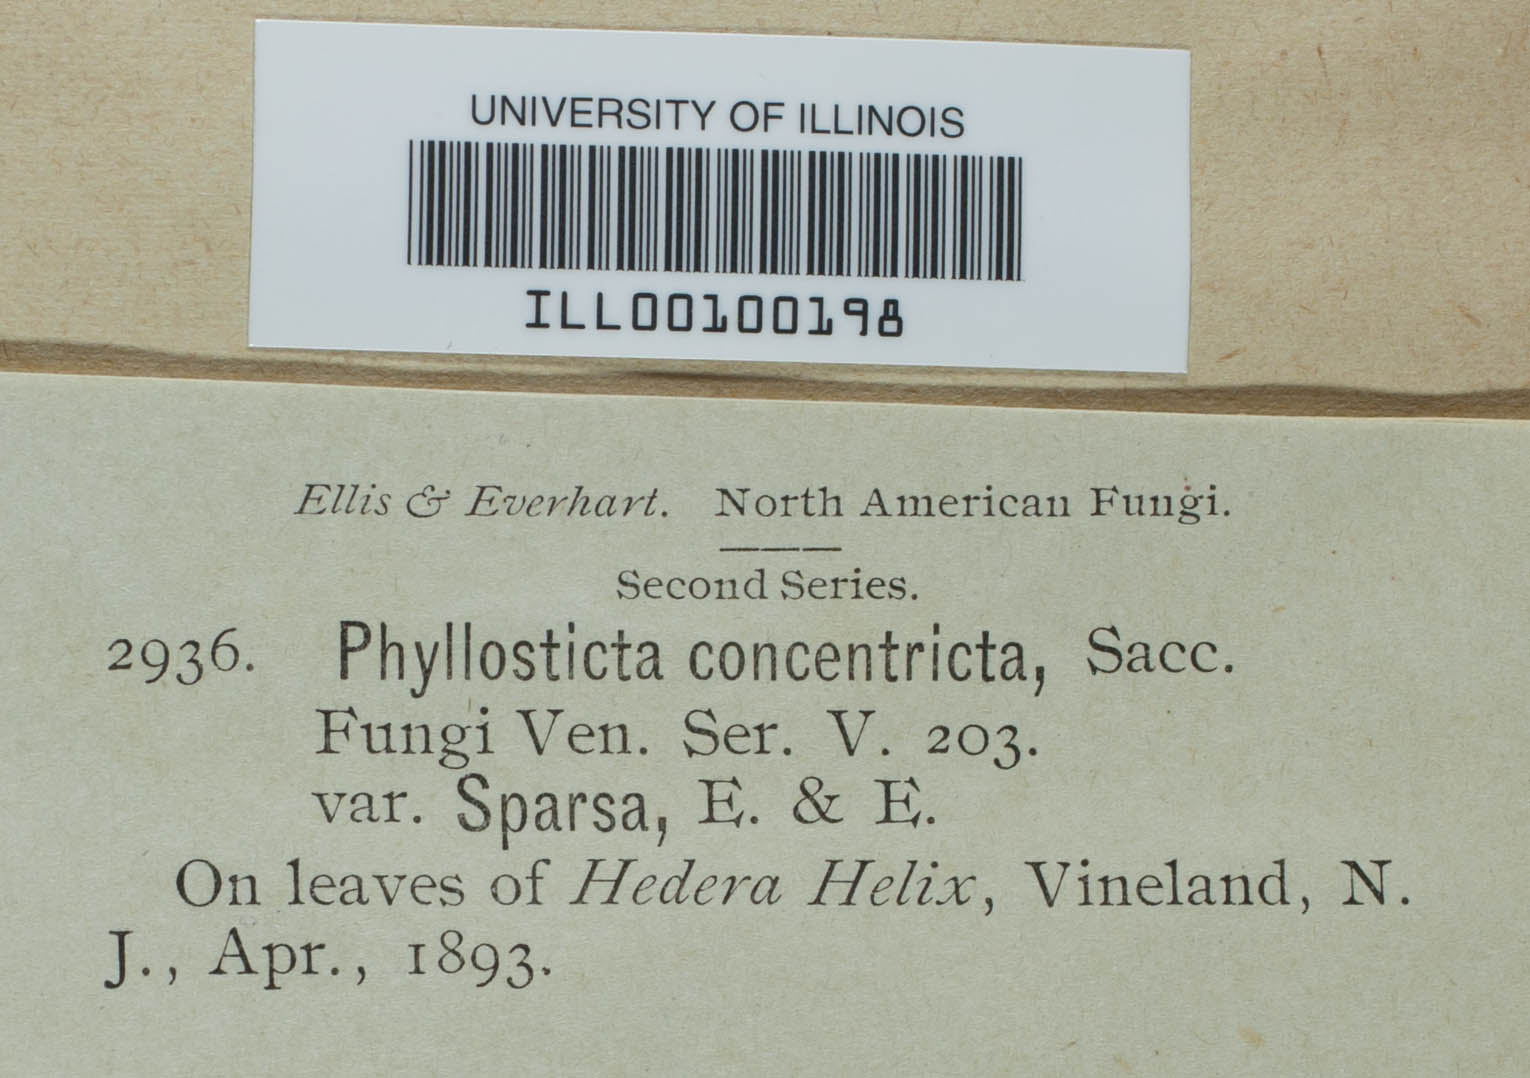 UNIVERSITY OF ILLINOIS
ILL00100198
Ellis & Everhart. North American Fungi.
Second Series.
2936. Phyllosticta concentricta, Sacc.
Fungi Ven. Ser. V. 203.
var. Sparsa, E. & E.
On leaves of Hedera Helix, Vineland, N.
J., Apr., 1893.